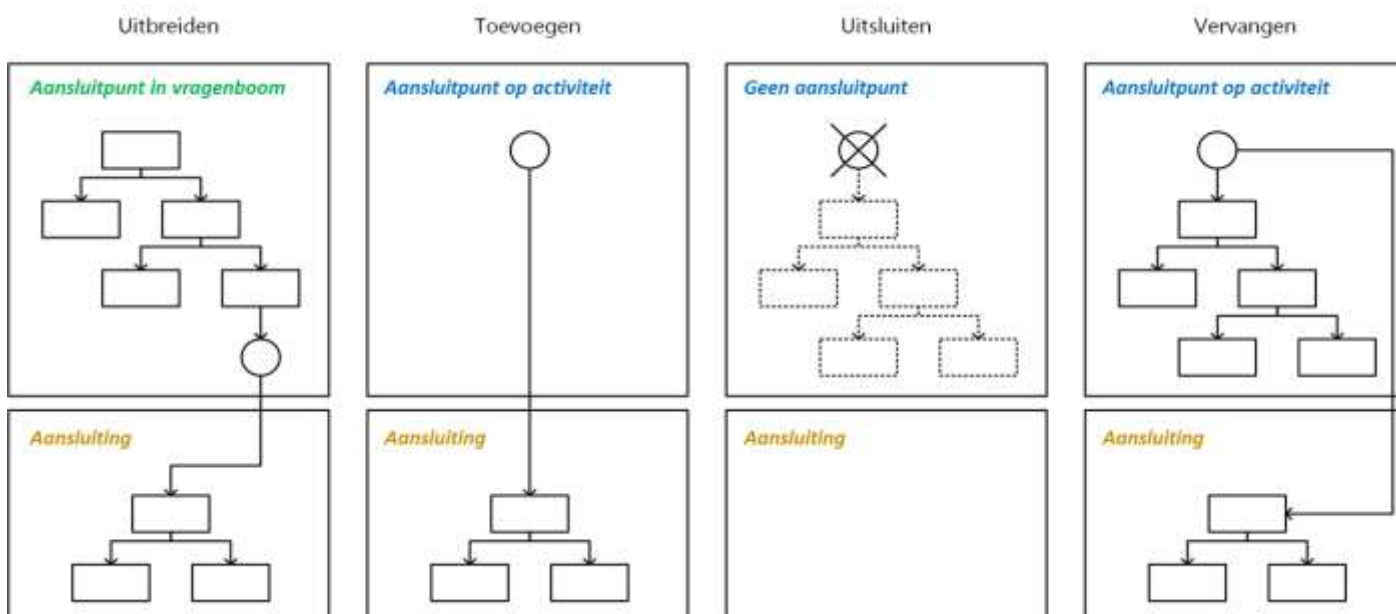 Uitbreiden
Toevoegen
Uitsluiten
Vervangen
Aansluitpunt in vragenboom
Aansluitpunt op activiteit
Geen aansluitpunt
Aansluitpunt op activiteit
Aansluiting
Aansluiting
Aansluiting
Aansluiting